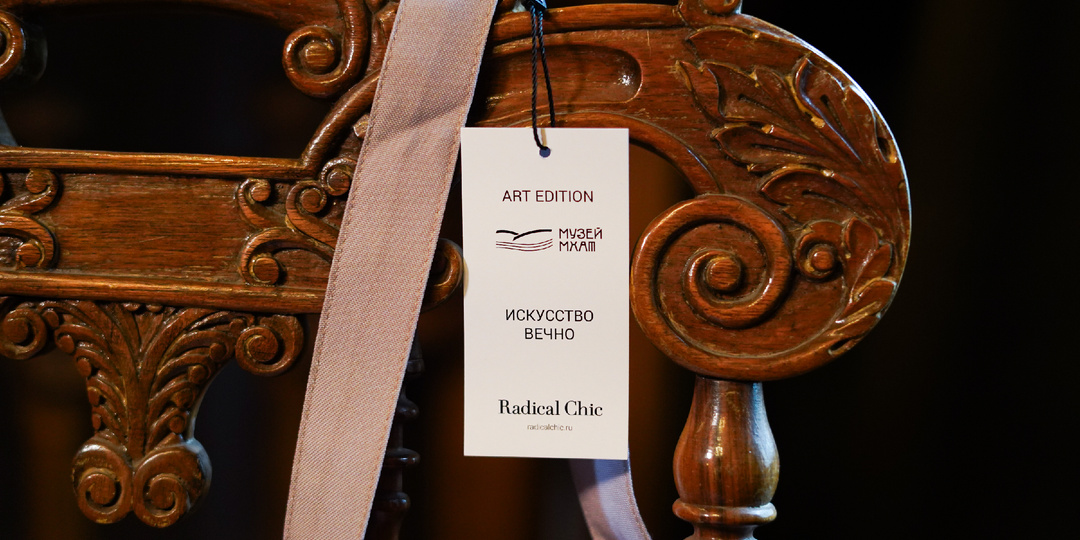 ART EDITION
МУЗЕЙ
МХАТ
ИСКУССТВО
ВЕЧНО
Radical Chic
radicalchic.ru